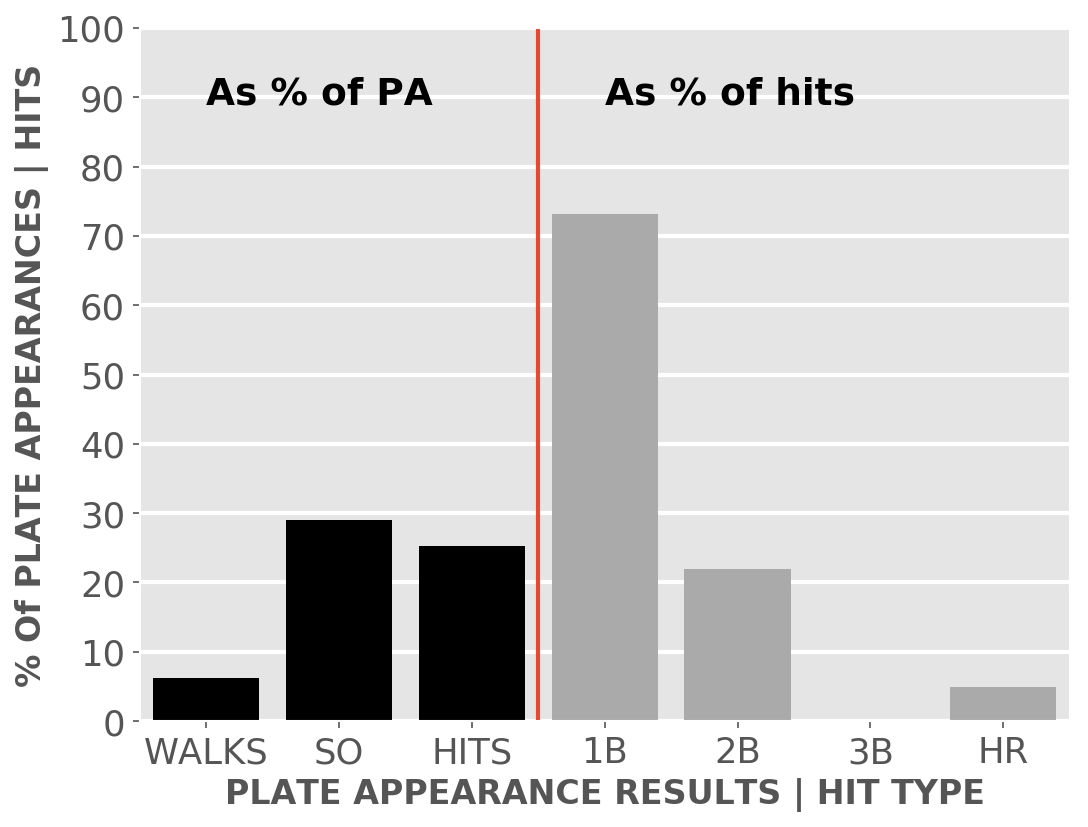 % Of PLATE APPEARANCES | HITS
100
90
80
70
60
50
40
30
20
10
0
As % of PA
As % of hits
WALKS SO HITS 1B 2B 3B HR
PLATE APPEARANCE RESULTS | HIT TYPE